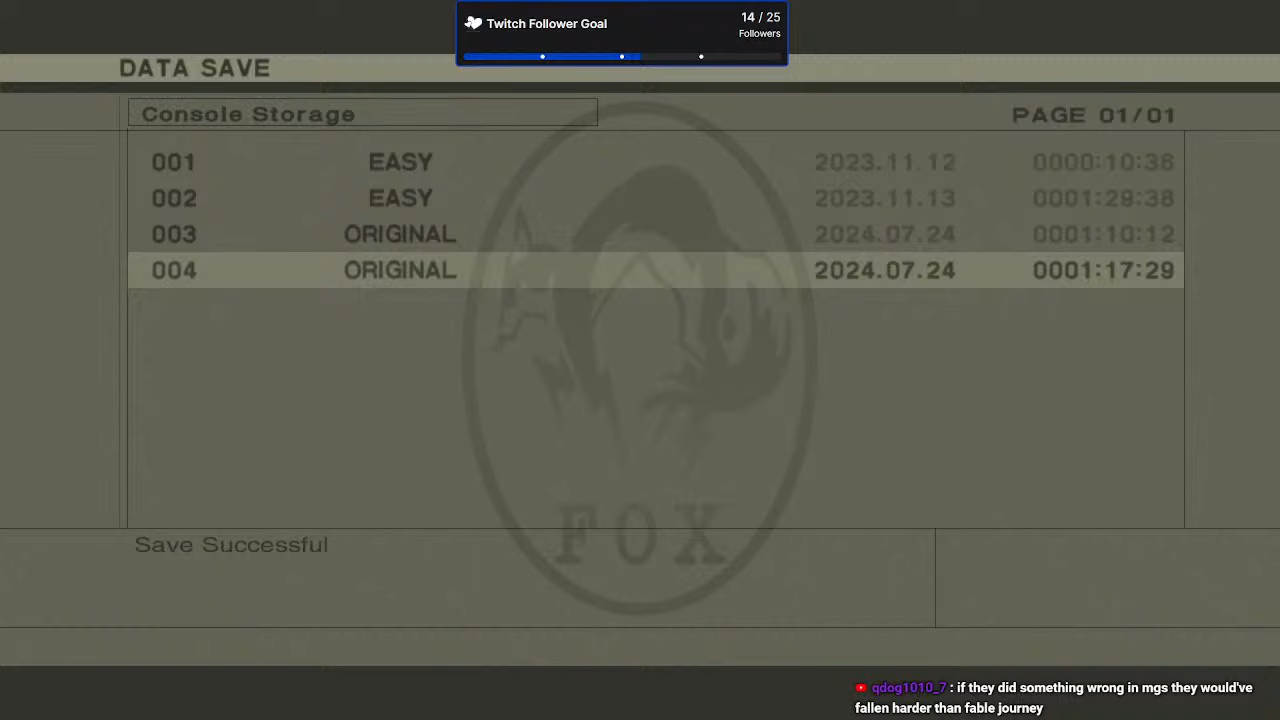 Twitch Follower Goal
14 / 25
Followers
DATA SAVE
Console Storage PAGE 01/01
001 EASY 2023.11.12 0000:10:36
002 EASY 2023.11.13 0001:29:38
003 ORIGINAL 2024.07.24 0001:10:12
004 ORIGINAL 2024.07.24 0001:17:29
FOX
Save Successful
qdog1010_7 : if they did something wrong in mgs they would've
fallen harder than fable journey